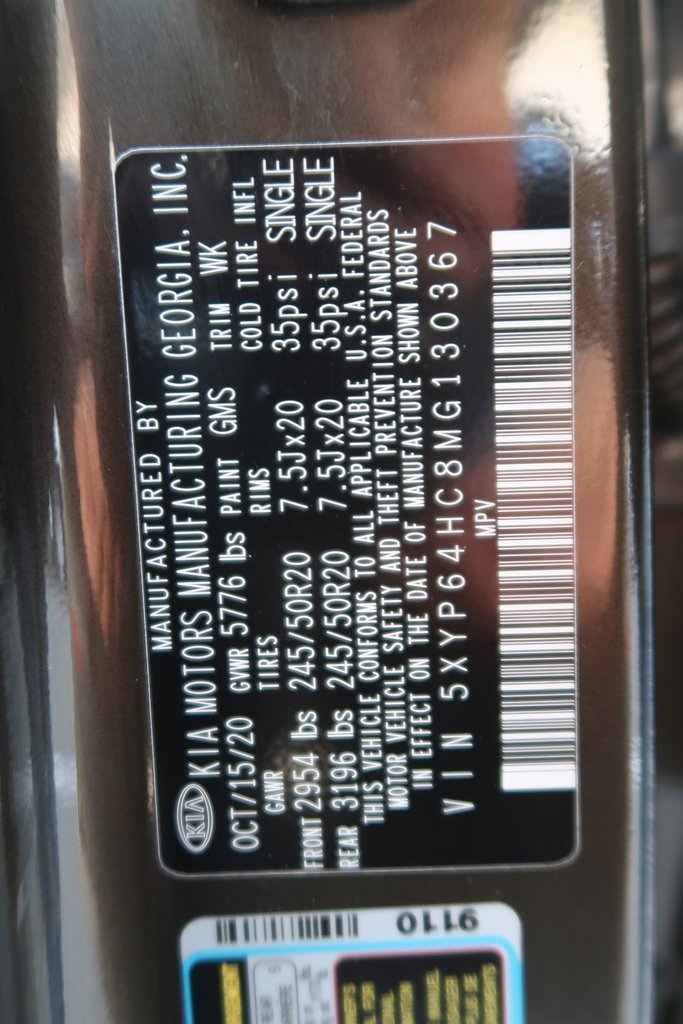 MANUFACTURED BY
KIA KIA MOTORS MANUFACTURING GEORGIA, INC.
OCT/15/20 GVWR 5776 lbs PAINT GMS TRIM WK
GAWR TIRES RIMS COLD TIRE INFL
FRONT 2954 lbs 245/50R20 7.5Jx20 35psi SINGLE
REAR 3196 lbs 245/50R20 7.5Jx20 35psi SINGLE
THIS VEHICLE CONFORMS TO ALL APPLICABLE U.S.A. FEDERAL
MOTOR VEHICLE SAFETY AND THEFT PREVENTION STANDARDS
IN EFFECT ON THE DATE OF MANUFACTURE SHOWN ABOVE
VIN 5XYP64HC8MG130367
MPV
9110